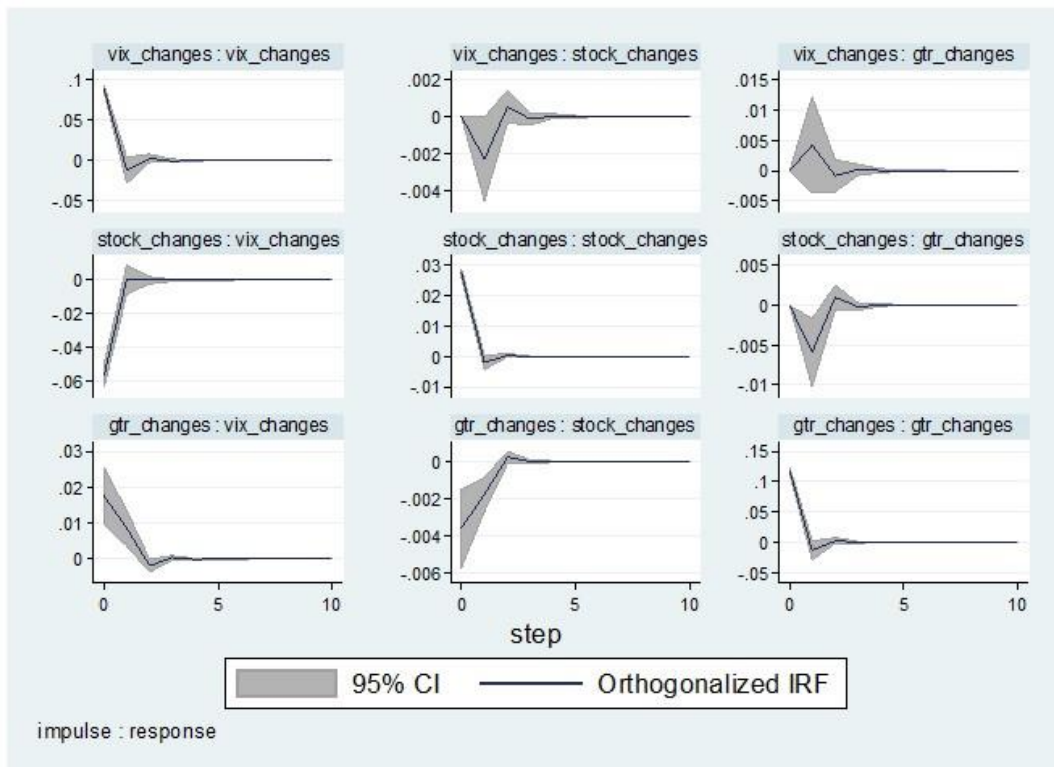 vix_changes : vix_changes
vix_changes : stock_changes
vix_changes : gtr_changes
.1
.05
0
-.05
.002
0
-.002
-.004
.015
.01
.005
0
-.005
stock_changes : vix_changes
stock_changes : stock_changes
stock_changes : gtr_changes
0
-.02
-.04
-.06
.03
.02
.01
0
-.01
.005
0
-.005
-.01
gtr_changes : vix_changes
gtr_changes : stock_changes
gtr_changes : gtr_changes
.03
.02
.01
0
0
-.002
-.004
-.006
.15
.1
.05
0
-.05
0 5 10
0 5 10
0 5 10
step
95% CI
Orthogonalized IRF
impulse : response